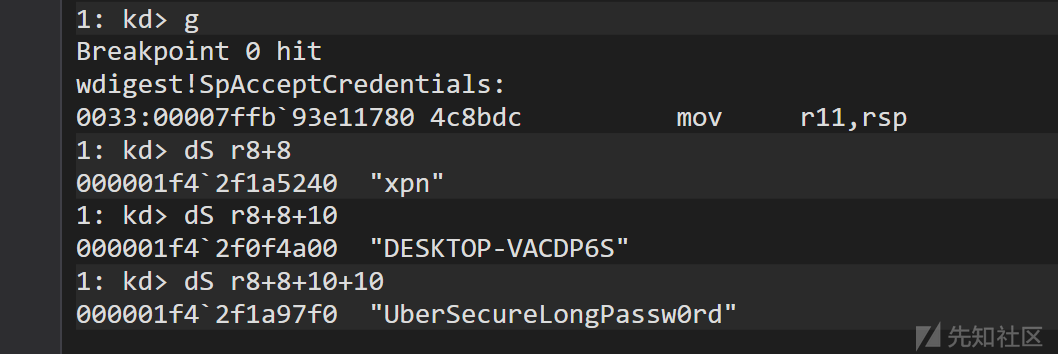 1: kd> g
Breakpoint 0 hit
wdigest!SpAcceptCredentials:
0033:00007ffb`93e11780 4c8bdc          mov     r11,rsp
1: kd> dS r8+8
000001f4`2f1a5240  "xpn"
1: kd> dS r8+8+10
000001f4`2f0f4a00  "DESKTOP-VACDP6S"
1: kd> dS r8+8+10+10
000001f4`2f1a97f0  "UberSecureLongPassw0rd"
先知社区